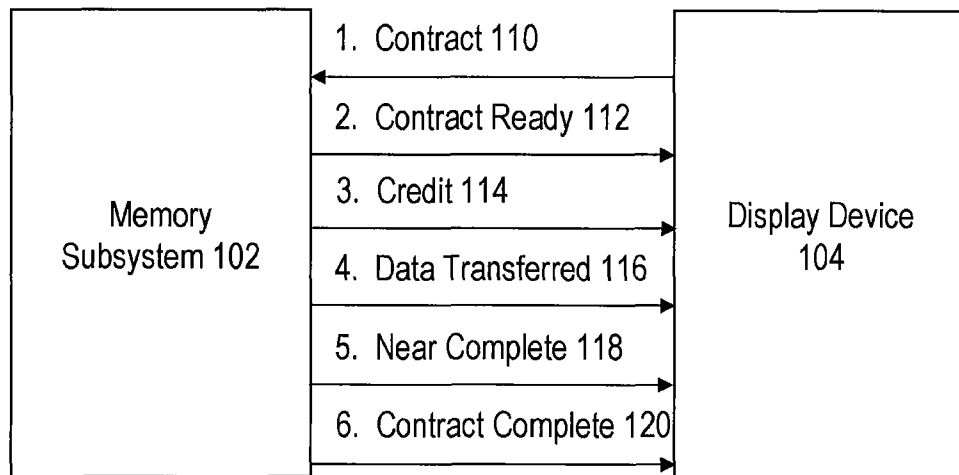 1. Contract 110
2. Contract Ready 112
3. Credit 114
Memory
Subsystem 102
Display Device
104
4. Data Transferred 116
5. Near Complete 118
6. Contract Complete 120